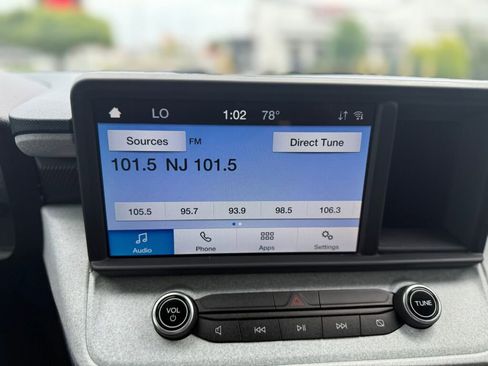 LO 1:02 78°
Sources FM Direct Tune
101.5 NJ 101.5
105.5 95.7 93.9 98.5 106.3
Audio Phone Apps Settings
VOL TUNE